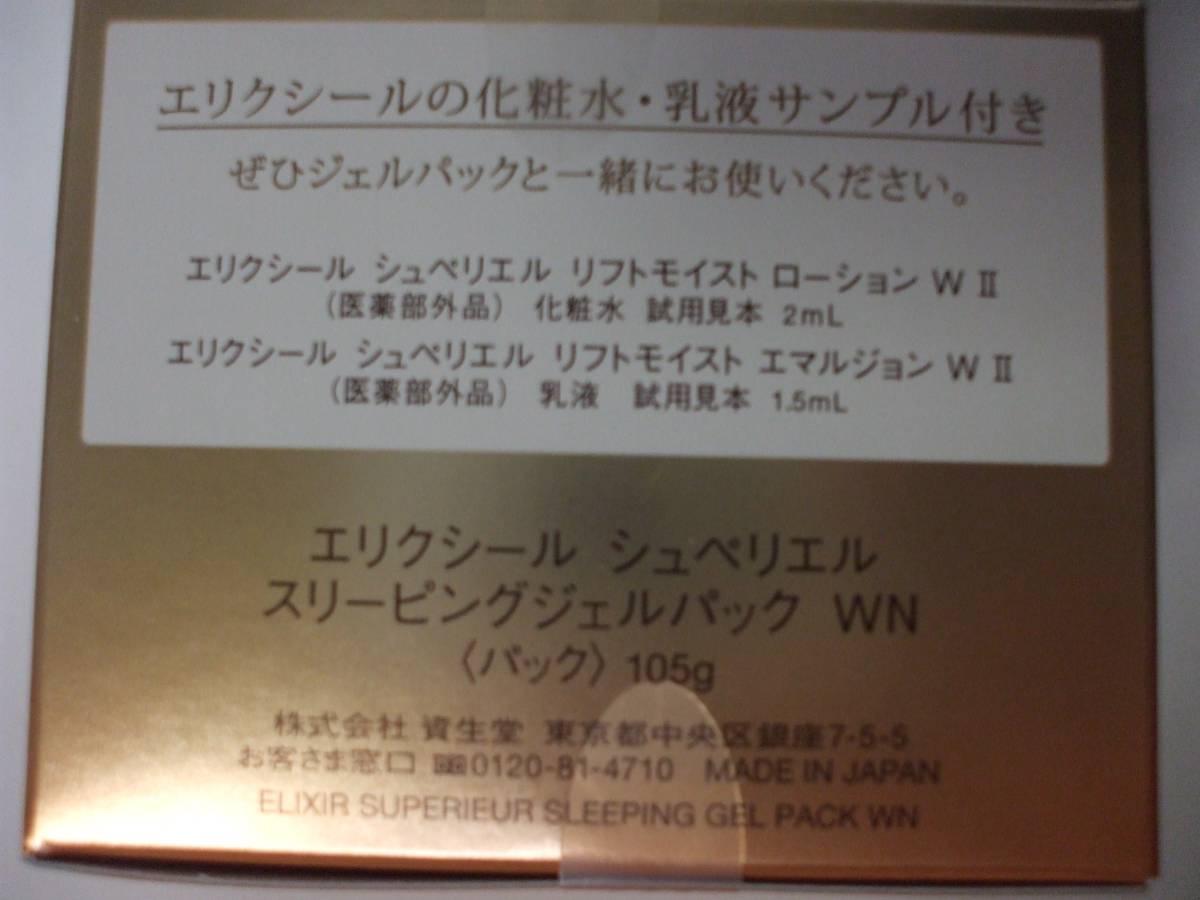 エリクシールの化粧水・乳液サンプル付き
ぜひジェルパックと一緒にお使いください。
エリクシール シュペリエル リフトモイスト ローション W Ⅱ
(医薬部外品) 化粧水 試用見本 2mL
エリクシール シュペリエル リフトモイスト エマルジョン W Ⅱ
(医薬部外品) 乳液 試用見本 1.5mL
エリクシール シュペリエル
スリーピングジェルパック WN
〈パック〉105g
株式会社 資生堂 東京都中央区銀座7-5-5
お客さま窓口 0120-81-4710 MADE IN JAPAN
ELIXIR SUPERIEUR SLEEPING GEL PACK WN